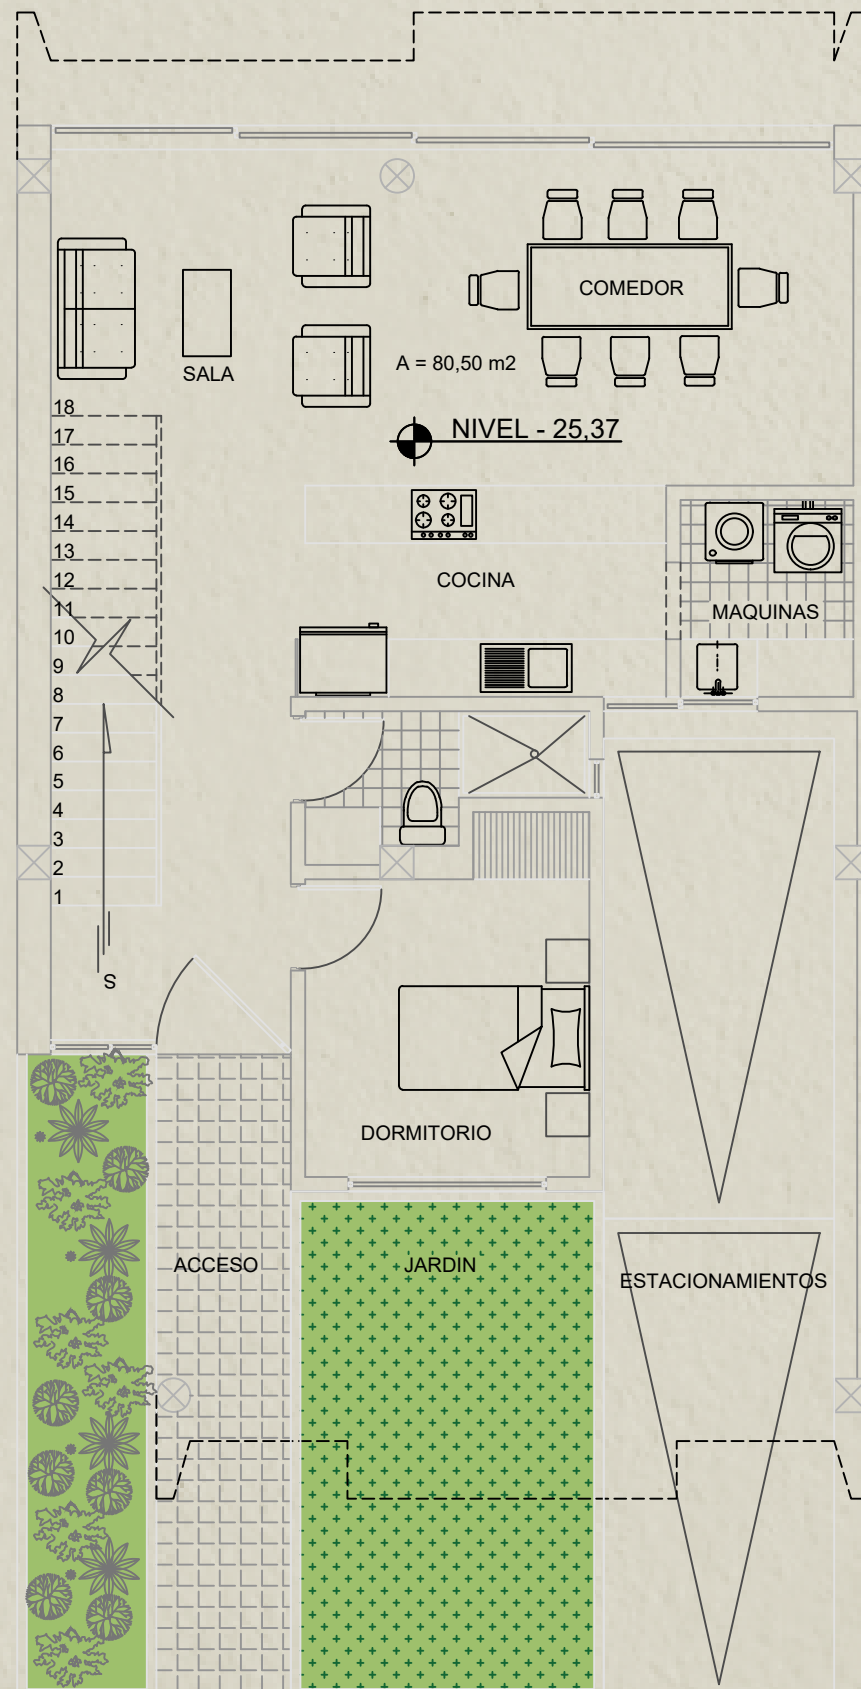 COMEDOR
A = 80,50 m2
SALA
NIVEL - 25,37
18
17
16
15
14
13
12
11
10
9
8
7
6
5
4
3
2
1
S
COCINA
MAQUINAS
DORMITORIO
ACCESO
JARDIN
ESTACIONAMIENTOS